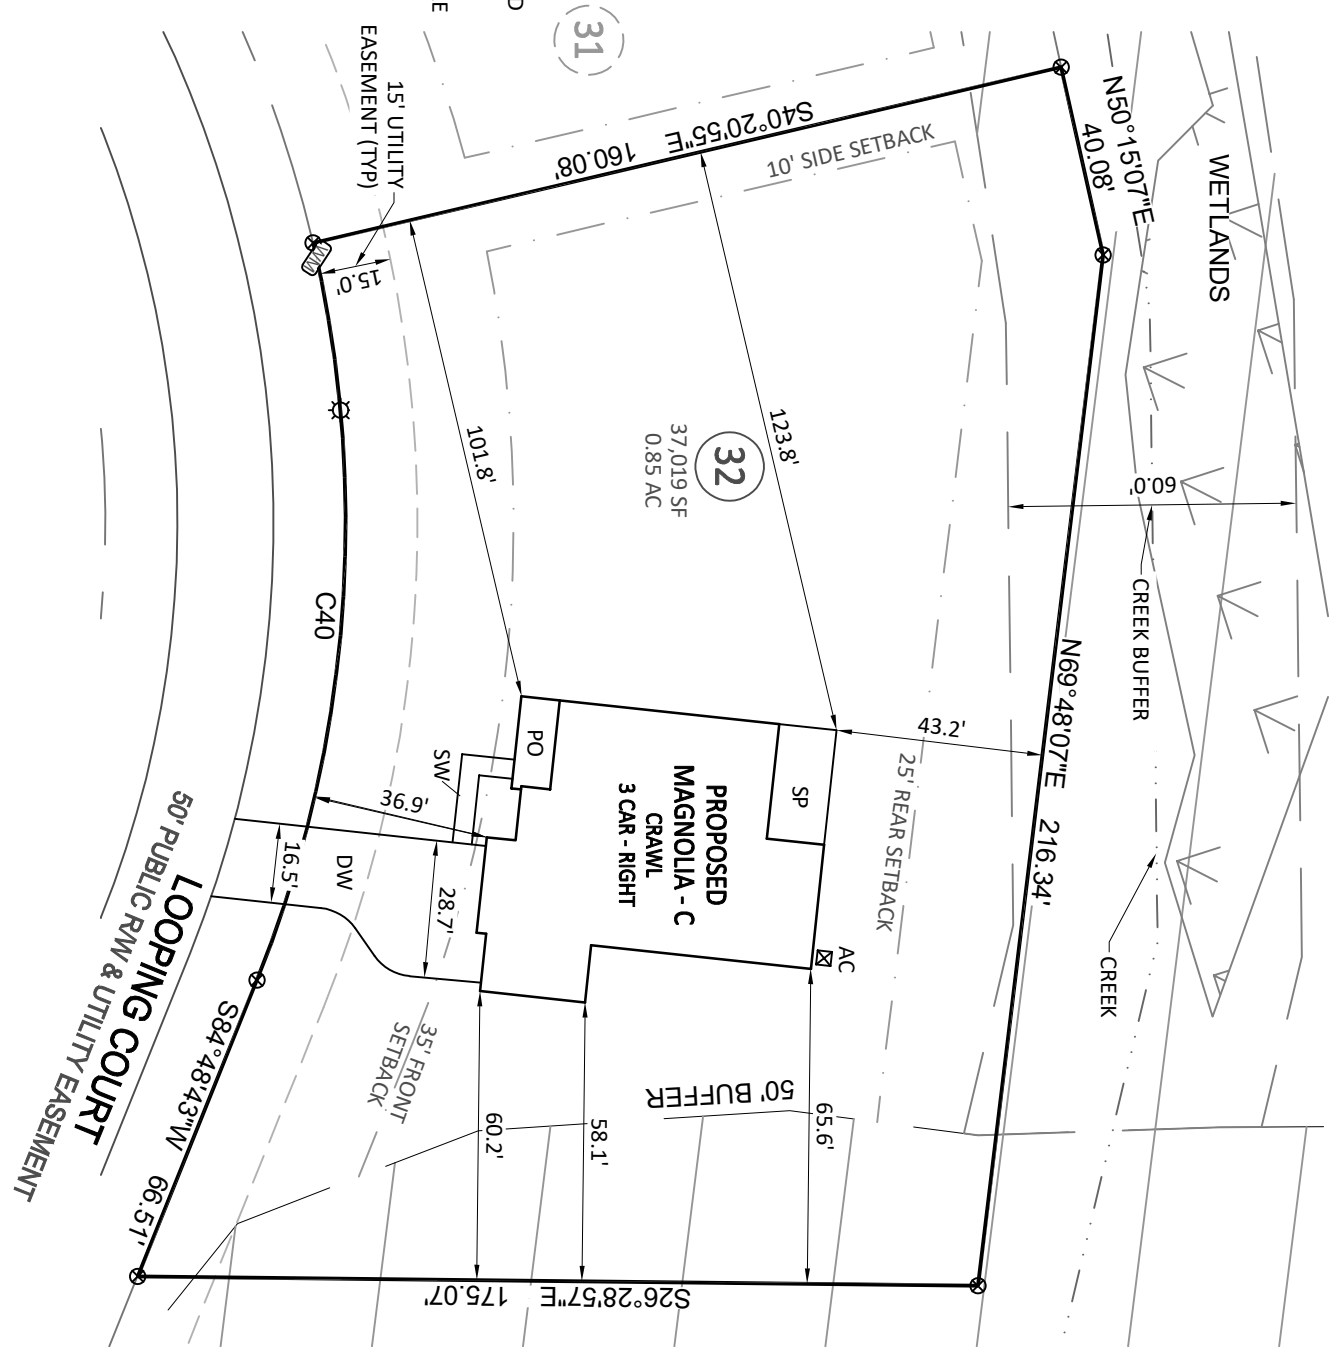 31
D
E
15' UTILITY
EASEMENT (TYP)
15.0'
S40°20'55"E 160.08'
10' SIDE SETBACK
N50°15'07"E
40.08'
WETLANDS
123.8'
101.8'
32
37,019 SF
0.85 AC
60.0'
CREEK BUFFER
N69°48'07"E 216.34'
C40
43.2'
25' REAR SETBACK
PO
SP
SW
36.9'
PROPOSED
MAGNOLIA - C
CRAWL
3 CAR - RIGHT
16.5'
DW
28.7'
AC
CREEK
LOOPING COURT
50' PUBLIC R/W & UTILITY EASEMENT
S84°48'43"W 66.51'
35' FRONT
SETBACK
50' BUFFER
60.2'
58.1'
65.6'
S26°28'57"E 175.07'